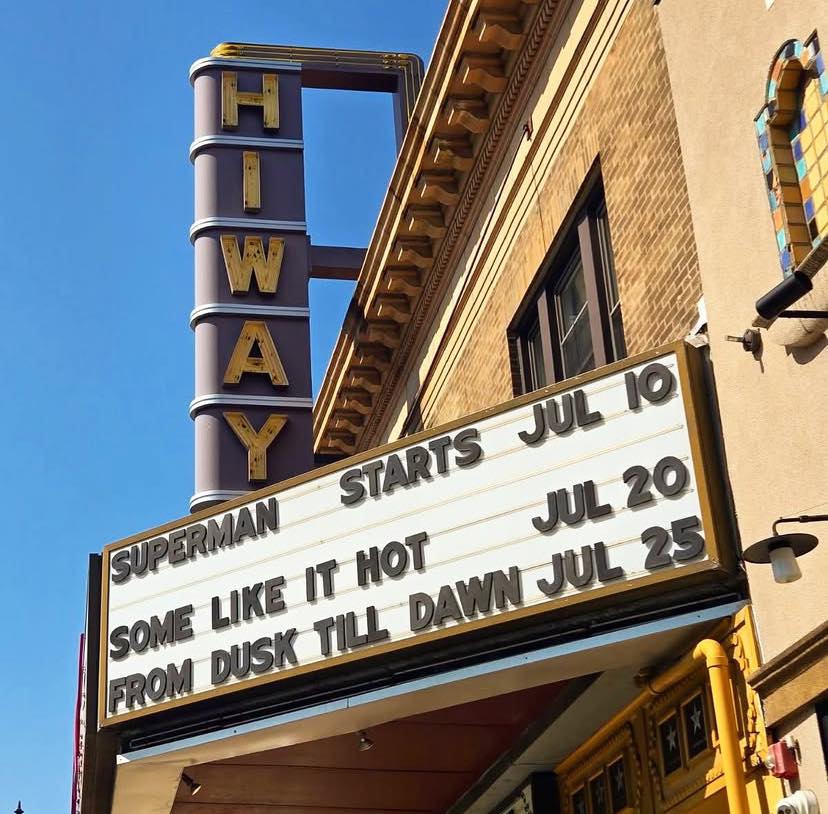 HIWAY
SUPERMAN STARTS JUL 10
SOME LIKE IT HOT JUL 20
FROM DUSK TILL DAWN JUL 25